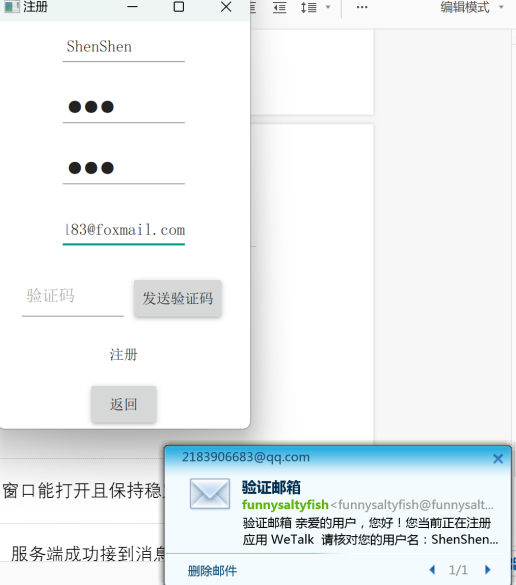 注册
编辑模式
ShenShen
183@foxmail.com
验证码
发送验证码
注册
返回
窗口能打开且保持稳
服务端成功接到消息
2183906683@qq.com
验证邮箱
funnysaltyfish<funnysaltyfish@funnysalt...
验证邮箱 亲爱的用户，您好！您当前正在注册
应用 WeTalk 请核对您的用户名：ShenShen...
删除邮件
1/1